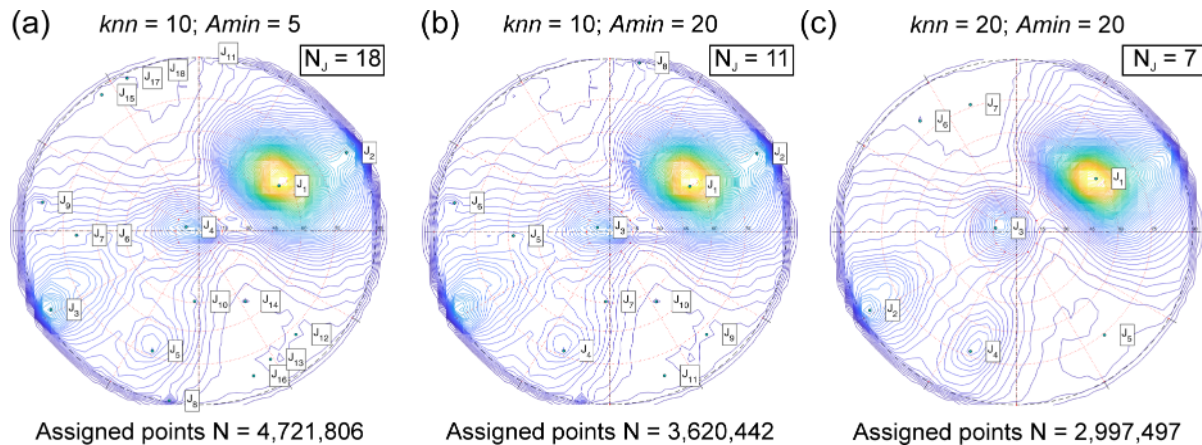 (a) knn = 10; Amin = 5
N_J = 18
J11
J18
J17
J15
J2
J1
J9
J4
J7
J6
J3
J10
J14
J12
J5
J13
J16
J8
Assigned points N = 4,721,806
(b) knn = 10; Amin = 20
N_J = 11
J8
J2
J1
J6
J3
J5
J7
J10
J9
J4
J11
Assigned points N = 3,620,442
(c) knn = 20; Amin = 20
N_J = 7
J7
J6
J1
J3
J2
J5
J4
Assigned points N = 2,997,497